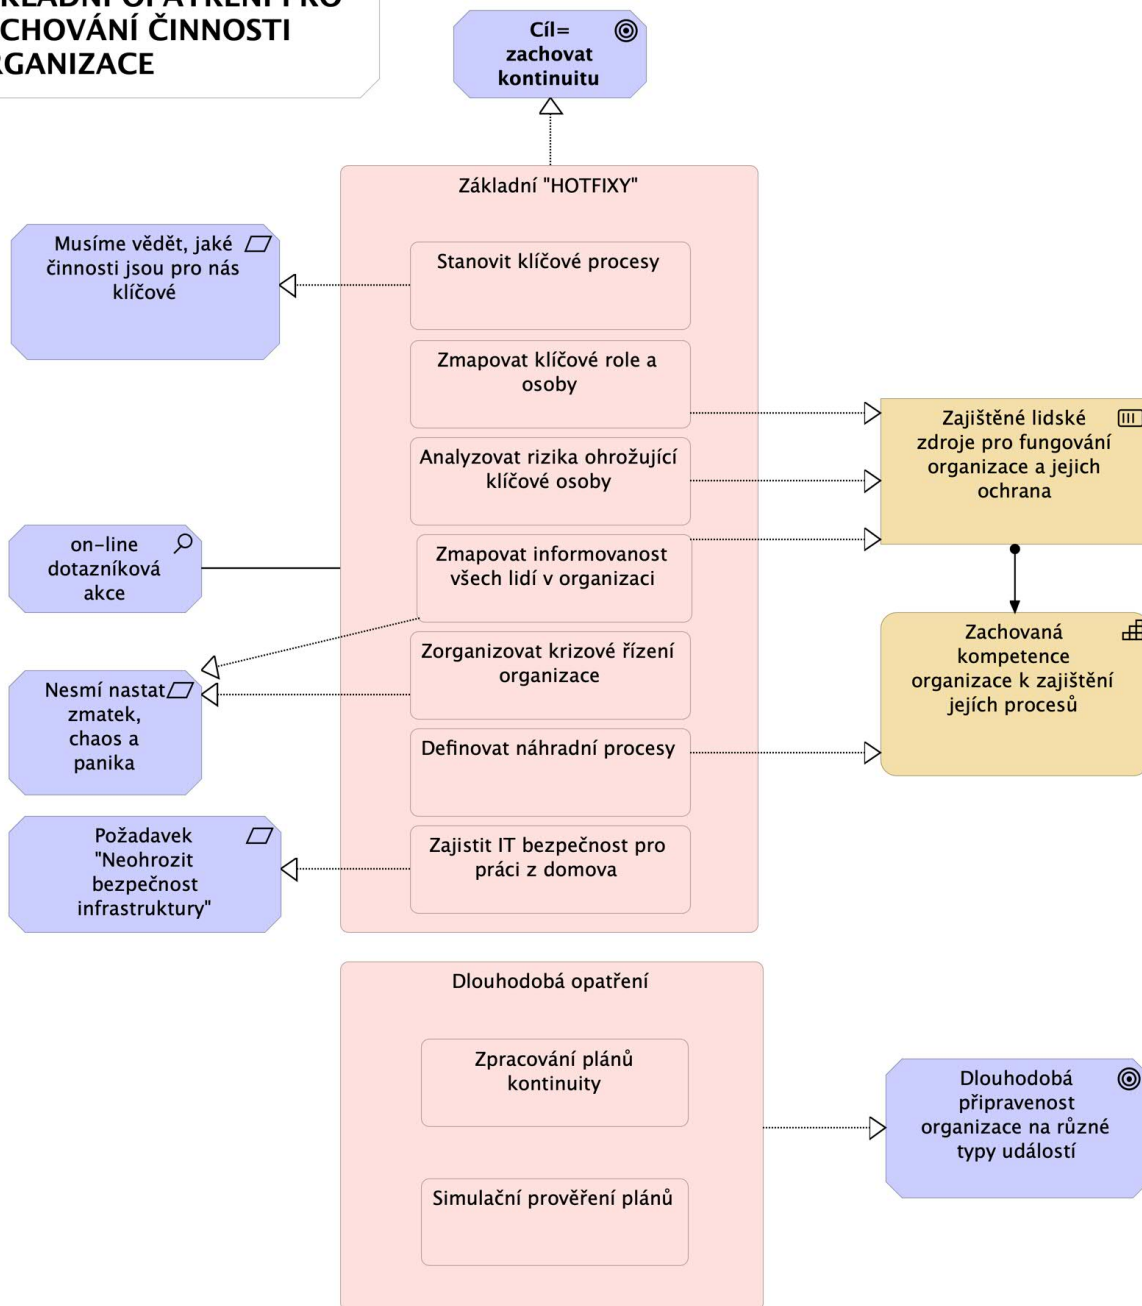 OPATŘENÍ PRO
CHOVÁNÍ ČINNOSTI
GANIZACE
Cíl=
zachovat
kontinuitu
Základní "HOTFIXY"
Musíme vědět, jaké
činnosti jsou pro nás
klíčové
Stanovit klíčové procesy
Zmapovat klíčové role a
osoby
Analyzovat rizika ohrožující
klíčové osoby
Zajištěné lidské
zdroje pro fungování
organizace a jejich
ochrana
on-line
dotazníková
akce
Zmapovat informovanost
všech lidí v organizaci
Zorganizovat krizové řízení
organizace
Zachovaná
kompetence
organizace k zajištění
jejích procesů
Nesmí nastat
zmatek,
chaos a
panika
Definovat náhradní procesy
Požadavek
"Neohrozit
bezpečnost
infrastruktury"
Zajistit IT bezpečnost pro
práci z domova
Dlouhodobá opatření
Zpracování plánů
kontinuity
Dlouhodobá
připravenost
organizace na různé
typy událostí
Simulační prověření plánů